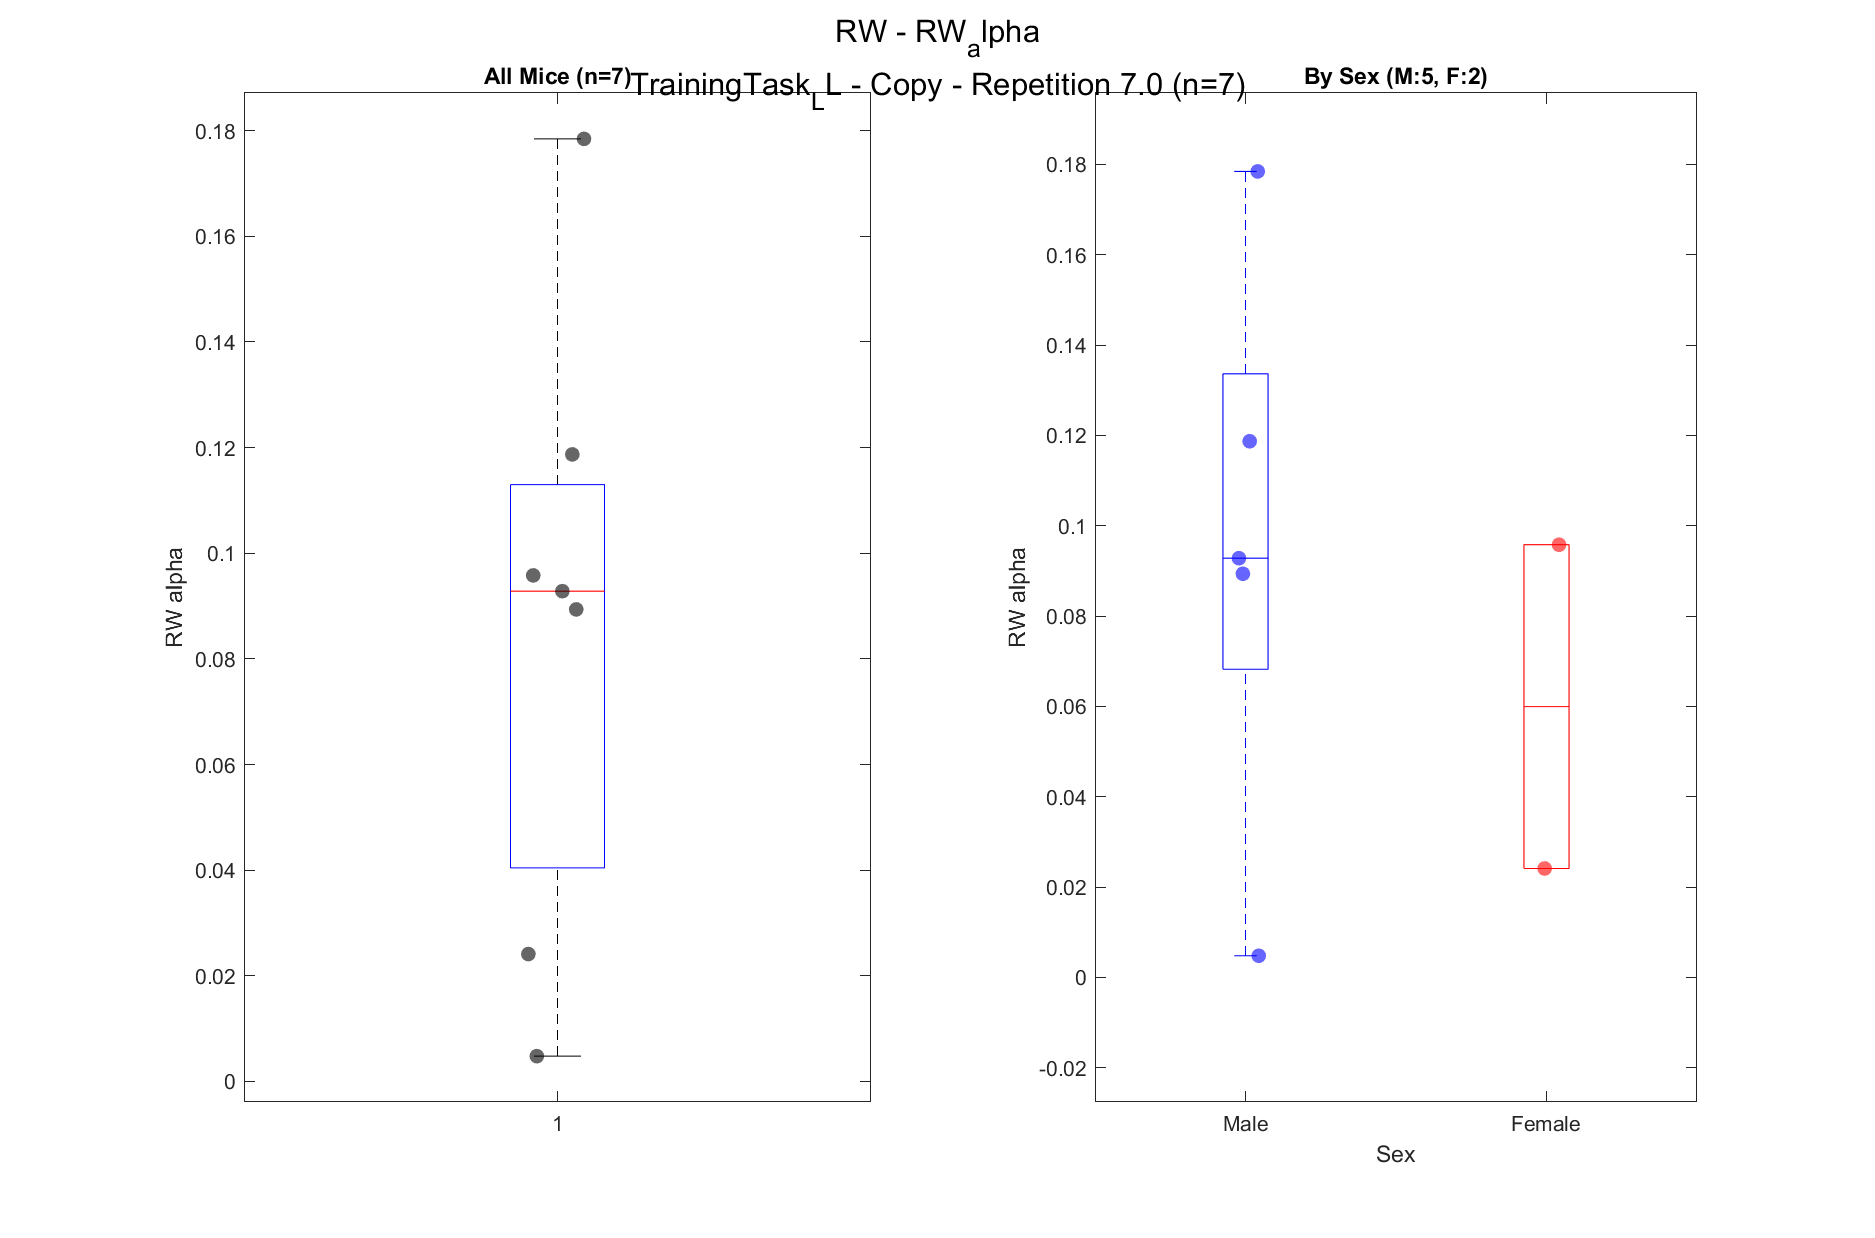 RW - RW_alpha
TrainingTask_LL - Copy - Repetition 7.0 (n=7)
All Mice (n=7)
0.18
0.16
0.14
0.12
0.1
0.08
0.06
0.04
0.02
0
RW alpha
1
By Sex (M:5, F:2)
0.18
0.16
0.14
0.12
0.1
0.08
0.06
0.04
0.02
0
-0.02
RW alpha
Male Female
Sex